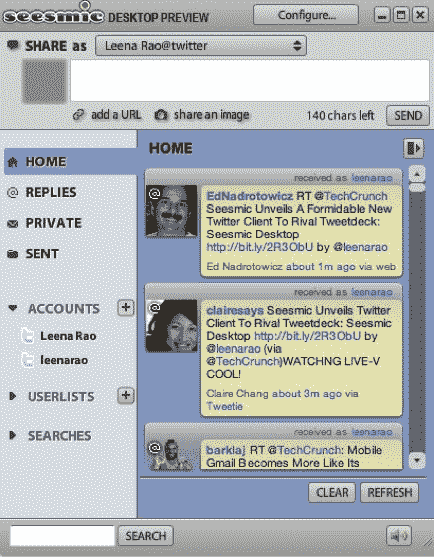 seesmic DESKTOP PREVIEW
Configure...
SHARE as Leena Rao@twitter
add a URL share an image 140 chars left SEND
HOME
REPLIES
PRIVATE
SENT
ACCOUNTS +
Leena Rao
leenarao
USERLISTS +
SEARCHES
HOME
received as leenarao
@
EdNadrotowicz RT @TechCrunch
Seesmic Unveils A Formidable New
Twitter Client To Rival Tweetdeck:
Seesmic Desktop
http://bit.ly/2R3ObU by @leenarao
Ed Nadrotowicz about 1m ago via web
received as leenarao
@
clairesays Seesmic Unveils Twitter
Client To Rival Tweetdeck: Seesmic
Desktop http://bit.ly/2R3ObU by
@leenarao (via
@TechCrunch)WATCHNG LIVE-V
COOL!
Claire Chang about 3m ago via
Tweetie
received as leenarao
@
barklaj RT @TechCrunch: Mobile
Gmail Becomes More Like Its
CLEAR REFRESH
SEARCH